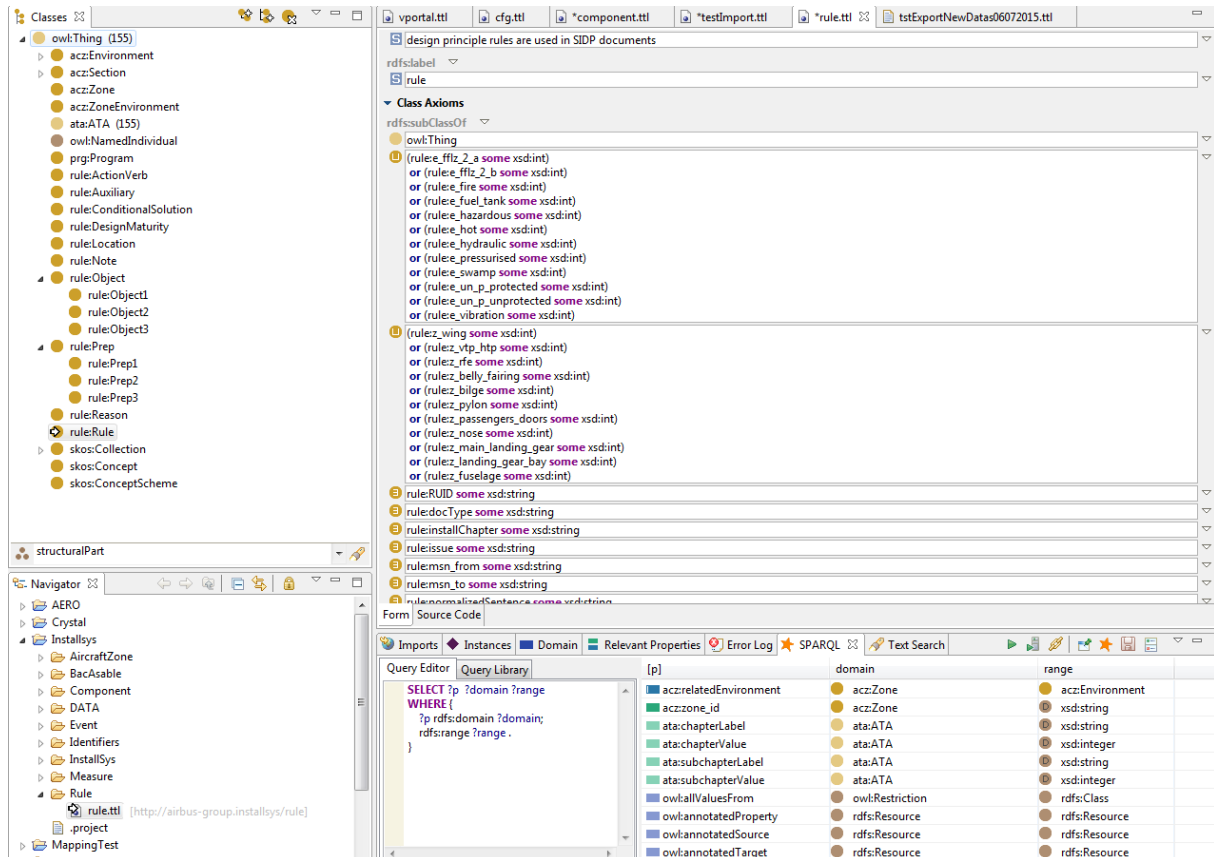 Classes
owl:Thing (155)
acz:Environment
acz:Section
acz:Zone
acz:ZoneEnvironment
ata:ATA (155)
owl:NamedIndividual
prg:Program
rule:ActionVerb
rule:Auxiliary
rule:ConditionalSolution
rule:DesignMaturity
rule:Location
rule:Note
rule:Object
rule:Object1
rule:Object2
rule:Object3
rule:Prep
rule:Prep1
rule:Prep2
rule:Prep3
rule:Reason
rule:Rule
skos:Collection
skos:Concept
skos:ConceptScheme
structuralPart
Navigator
AERO
Crystal
Installsys
AircraftZone
BacAsable
Component
DATA
Event
Identifiers
InstallSys
Measure
Rule
rule.ttl [http://airbus-group.installsys/rule]
.project
MappingTest
vportal.ttl cfg.ttl *component.ttl *testImport.ttl *rule.ttl tstExportNewDatas06072015.ttl
design principle rules are used in SIDP documents
rdfs:label
rule
Class Axioms
rdfs:subClassOf
owl:Thing
(rule:e_fflz_2_a some xsd:int)
or (rule:e_fflz_2_b some xsd:int)
or (rule:e_fire some xsd:int)
or (rule:e_fuel_tank some xsd:int)
or (rule:e_hazardous some xsd:int)
or (rule:e_hot some xsd:int)
or (rule:e_hydraulic some xsd:int)
or (rule:e_pressurised some xsd:int)
or (rule:e_swamp some xsd:int)
or (rule:e_un_p_protected some xsd:int)
or (rule:e_un_p_unprotected some xsd:int)
or (rule:e_vibration some xsd:int)
(rule:z_wing some xsd:int)
or (rule:z_vtp_htp some xsd:int)
or (rule:z_rfe some xsd:int)
or (rule:z_belly_fairing some xsd:int)
or (rule:z_bilge some xsd:int)
or (rule:z_pylon some xsd:int)
or (rule:z_passengers_doors some xsd:int)
or (rule:z_nose some xsd:int)
or (rule:z_main_landing_gear some xsd:int)
or (rule:z_landing_gear_bay some xsd:int)
or (rule:z_fuselage some xsd:int)
rule:RUID some xsd:string
rule:docType some xsd:string
rule:installChapter some xsd:string
rule:issue some xsd:string
rule:msn_from some xsd:string
rule:msn_to some xsd:string
rule:normalizedSentence some xsd:string
Form Source Code
Imports Instances Domain Relevant Properties Error Log SPARQL Text Search
Query Editor Query Library
SELECT ?p ?domain ?range
WHERE {
?p rdfs:domain ?domain;
rdfs:range ?range .
}
[p] domain range
acz:relatedEnvironment acz:Zone acz:Environment
acz:zone_id acz:Zone xsd:string
ata:chapterLabel ata:ATA xsd:string
ata:chapterValue ata:ATA xsd:integer
ata:subchapterLabel ata:ATA xsd:string
ata:subchapterValue ata:ATA xsd:integer
owl:allValuesFrom owl:Restriction rdfs:Class
owl:annotatedProperty rdfs:Resource rdfs:Resource
owl:annotatedSource rdfs:Resource rdfs:Resource
owl:annotatedTarget rdfs:Resource rdfs:Resource